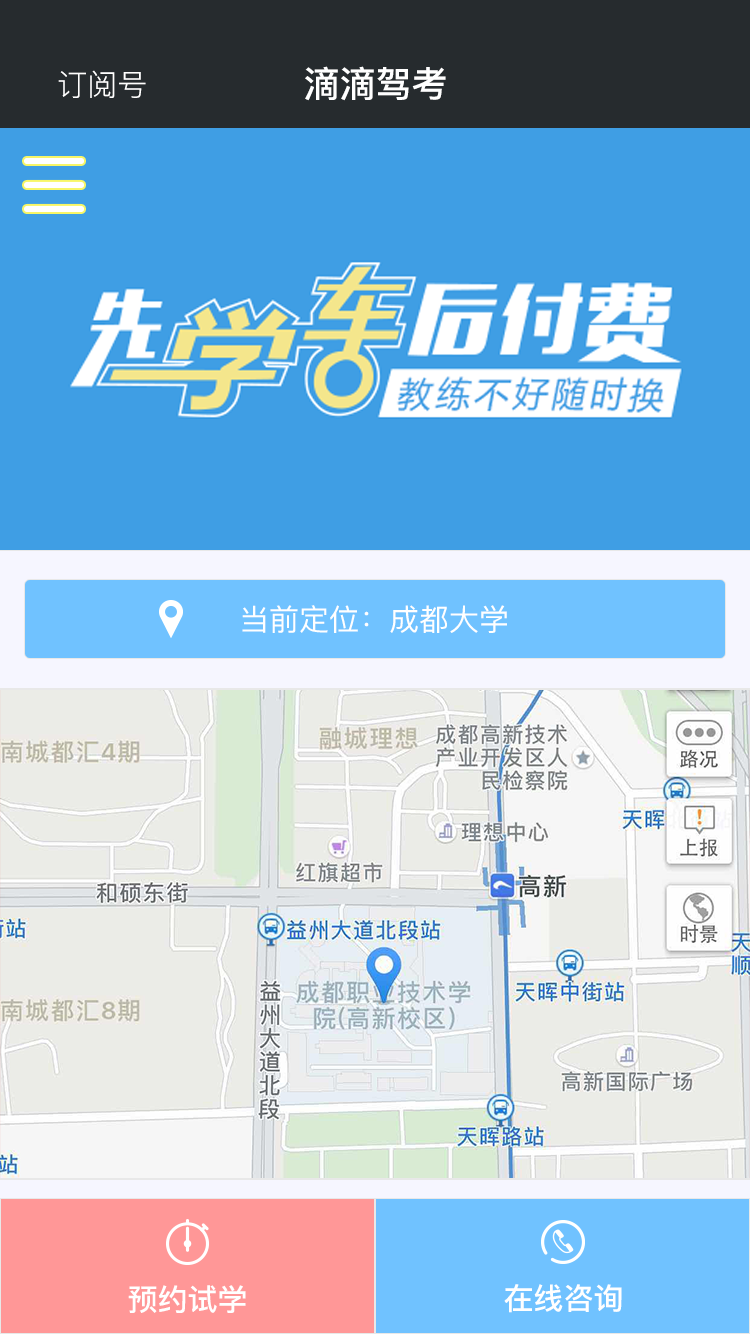 订阅号
滴滴驾考
先学车后付费
教练不好随时换
当前定位：成都大学
南城都汇4期
融城理想
成都高新技术
产业开发区人
民检察院
路况
天晖
上报
理想中心
红旗超市
高新
和硕东街
时景
街站
益州大道北段站
天
顺
成都职业技术学
院(高新校区)
天晖中街站
南城都汇8期
益州大道北段
高新国际广场
天晖路站
站
预约试学
在线咨询